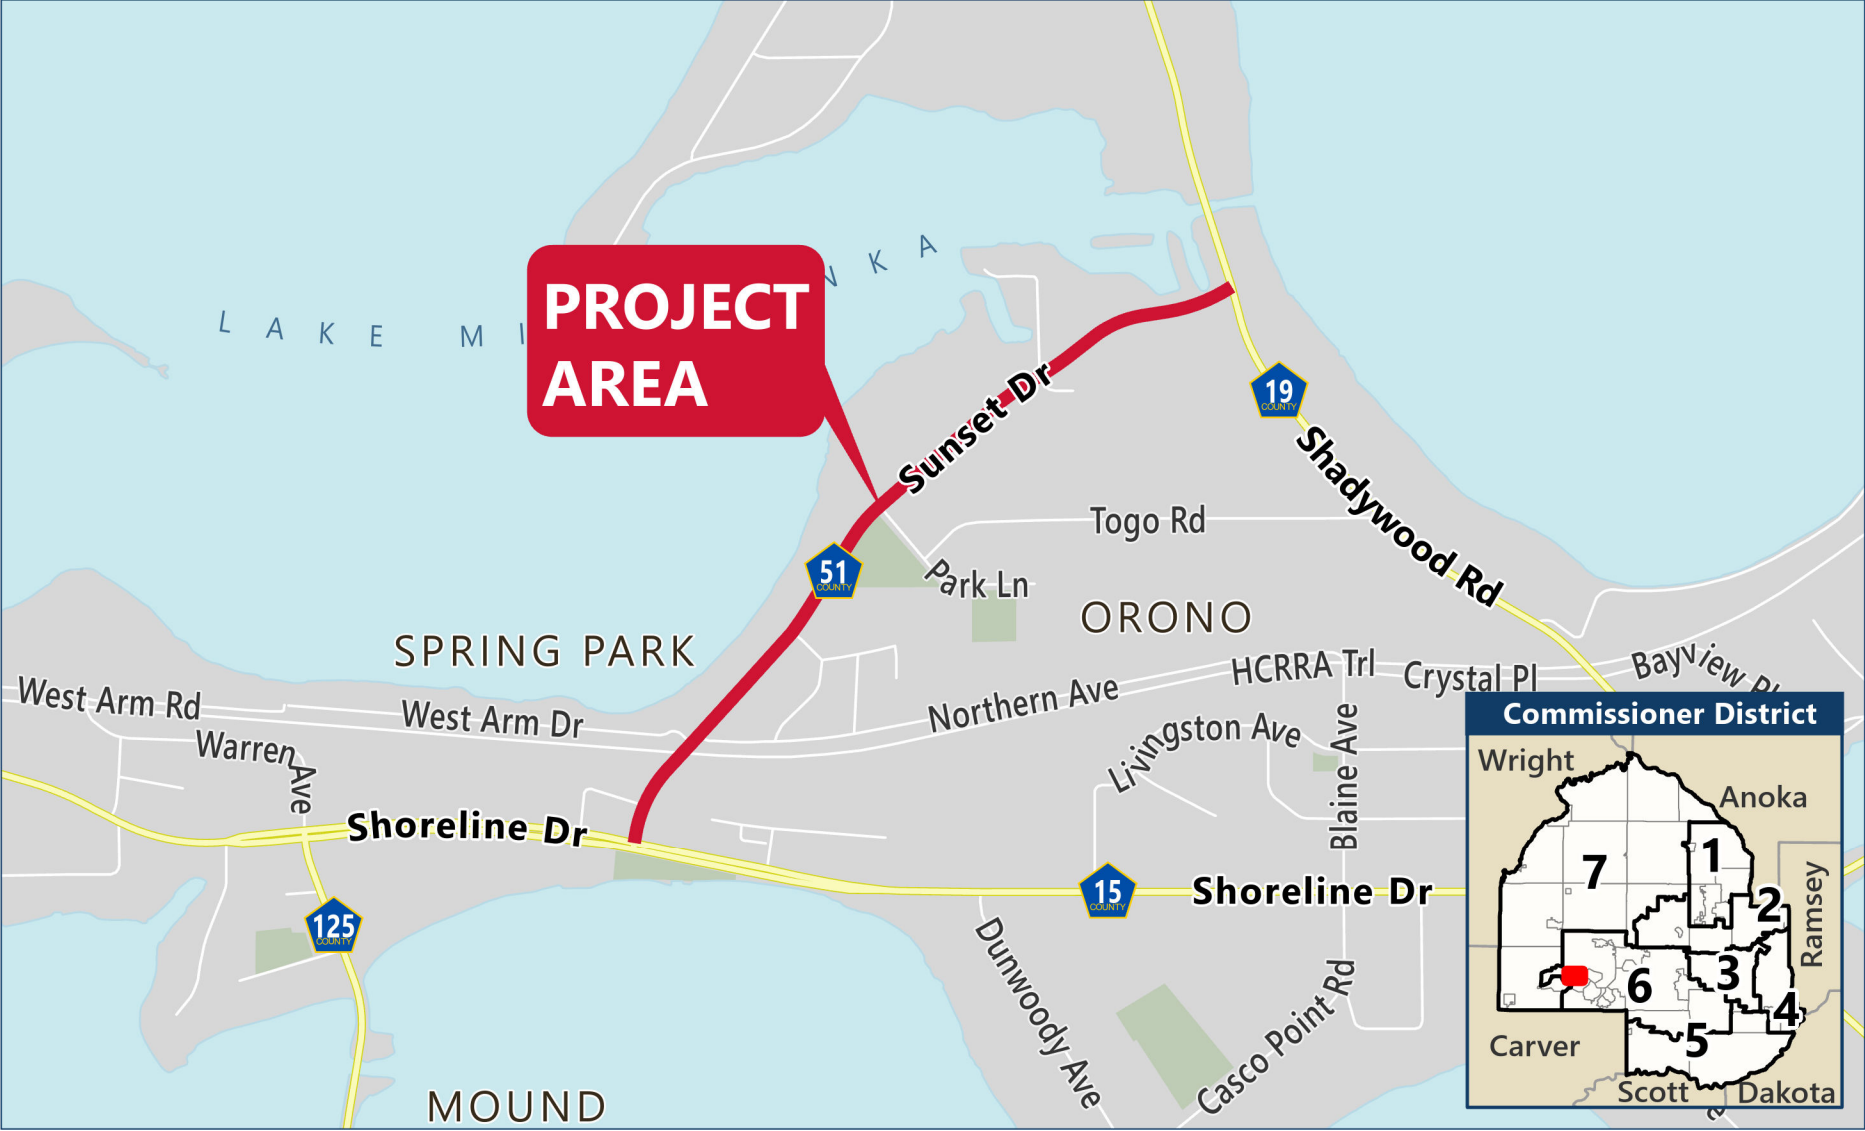 L A K E M I
N K A
PROJECT
AREA
Sunset Dr
19
COUNTY
Shadywood Rd
Togo Rd
51
COUNTY
Park Ln
ORONO
SPRING PARK
HCRRA Trl
Crystal Pl
Bayview Pl
West Arm Rd
West Arm Dr
Northern Ave
Warren Ave
Livingston Ave
Blaine Ave
Shoreline Dr
15
COUNTY
Shoreline Dr
125
COUNTY
Dunwoody Ave
Casco Point Rd
MOUND
Commissioner District
Wright
Anoka
1
7
2
Ramsey
3
6
4
5
Carver
Scott
Dakota